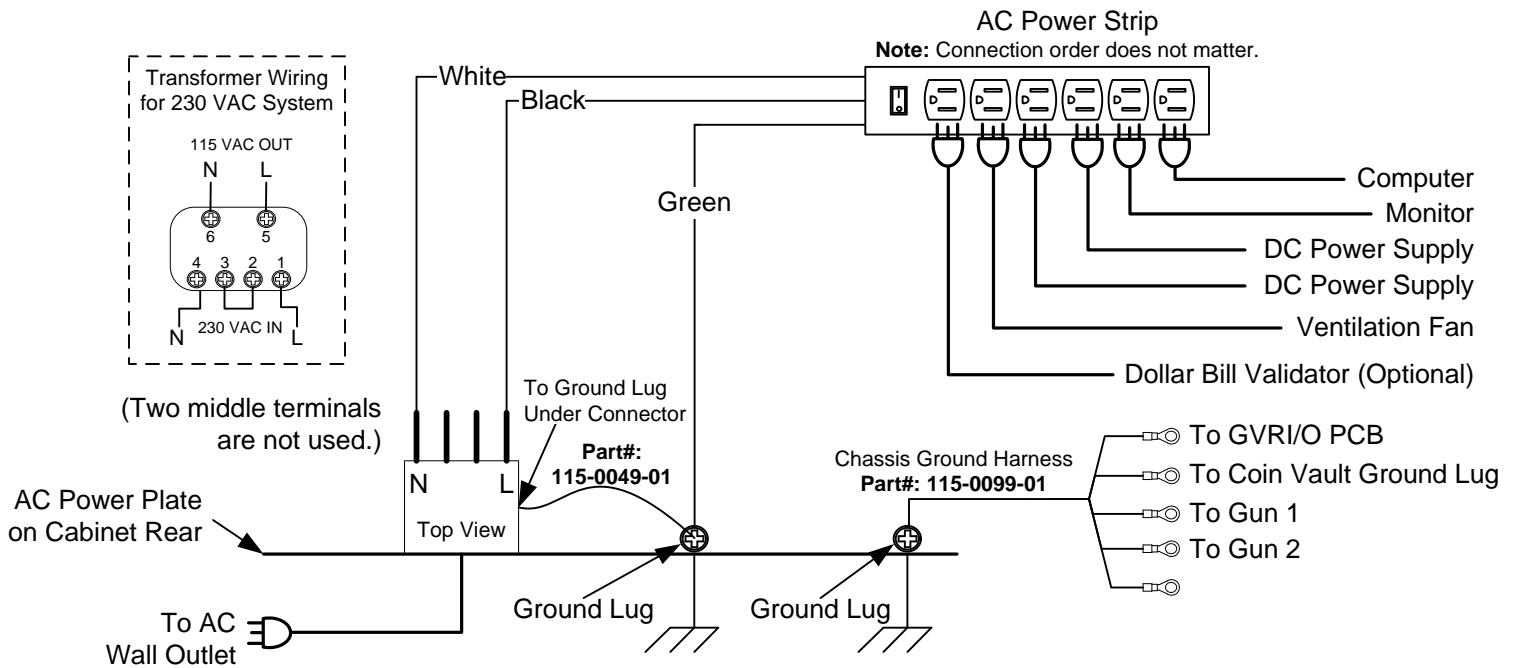 AC Power Strip
Note: Connection order does not matter.
Transformer Wiring
for 230 VAC System
115 VAC OUT
N L
6 5
4 3 2 1
230 VAC IN
N L
White
Black
Green
Computer
Monitor
DC Power Supply
DC Power Supply
Ventilation Fan
Dollar Bill Validator (Optional)
(Two middle terminals
are not used.)
To Ground Lug
Under Connector
Part#:
115-0049-01
N L
Top View
AC Power Plate
on Cabinet Rear
Chassis Ground Harness
Part#: 115-0099-01
To GVRI/O PCB
To Coin Vault Ground Lug
To Gun 1
To Gun 2
Ground Lug
Ground Lug
To AC
Wall Outlet